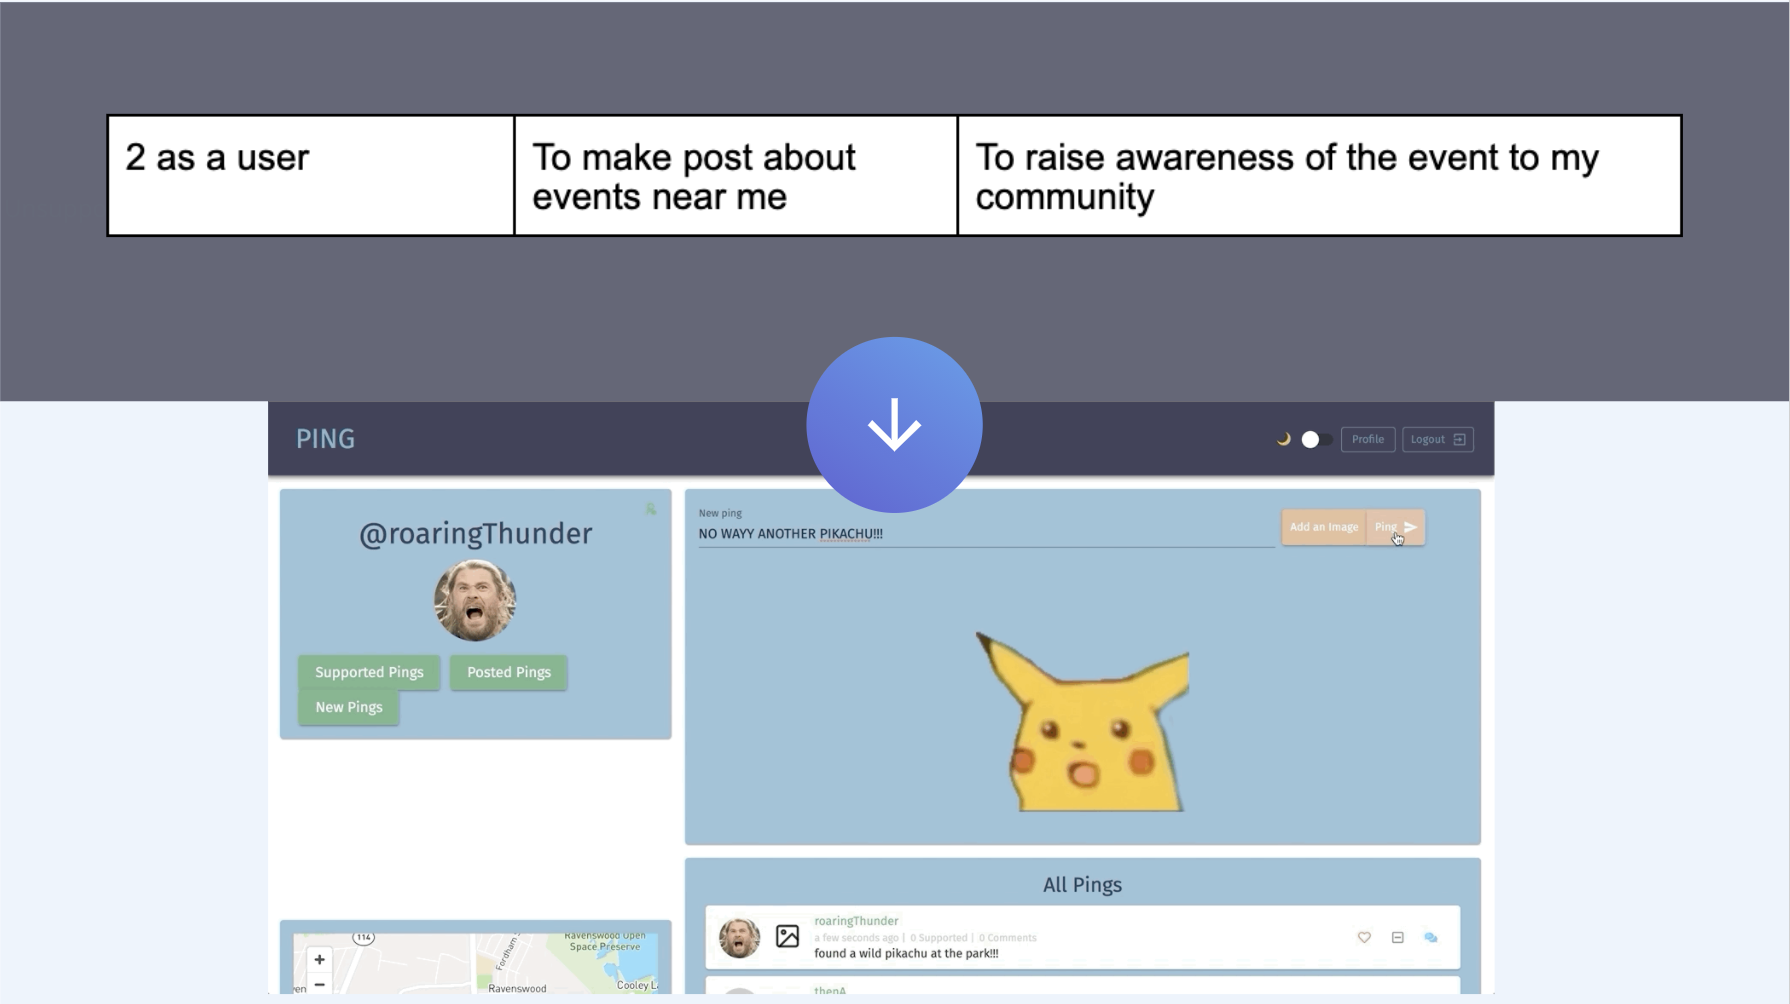 2 as a user
To make post about
events near me
To raise awareness of the event to my
community
PING
Profile
Logout
@roaringThunder
Supported Pings
Posted Pings
New Pings
New ping
NO WAYY ANOTHER PIKACHU!!!
Add an Image
Ping
All Pings
roaringThunder
a few seconds ago | 0 Supported | 0 Comments
found a wild pikachu at the park!!!
thenA
114
Fordham
Ravenswood Open
Space Preserve
+
−
Ravenswood
Cooley L